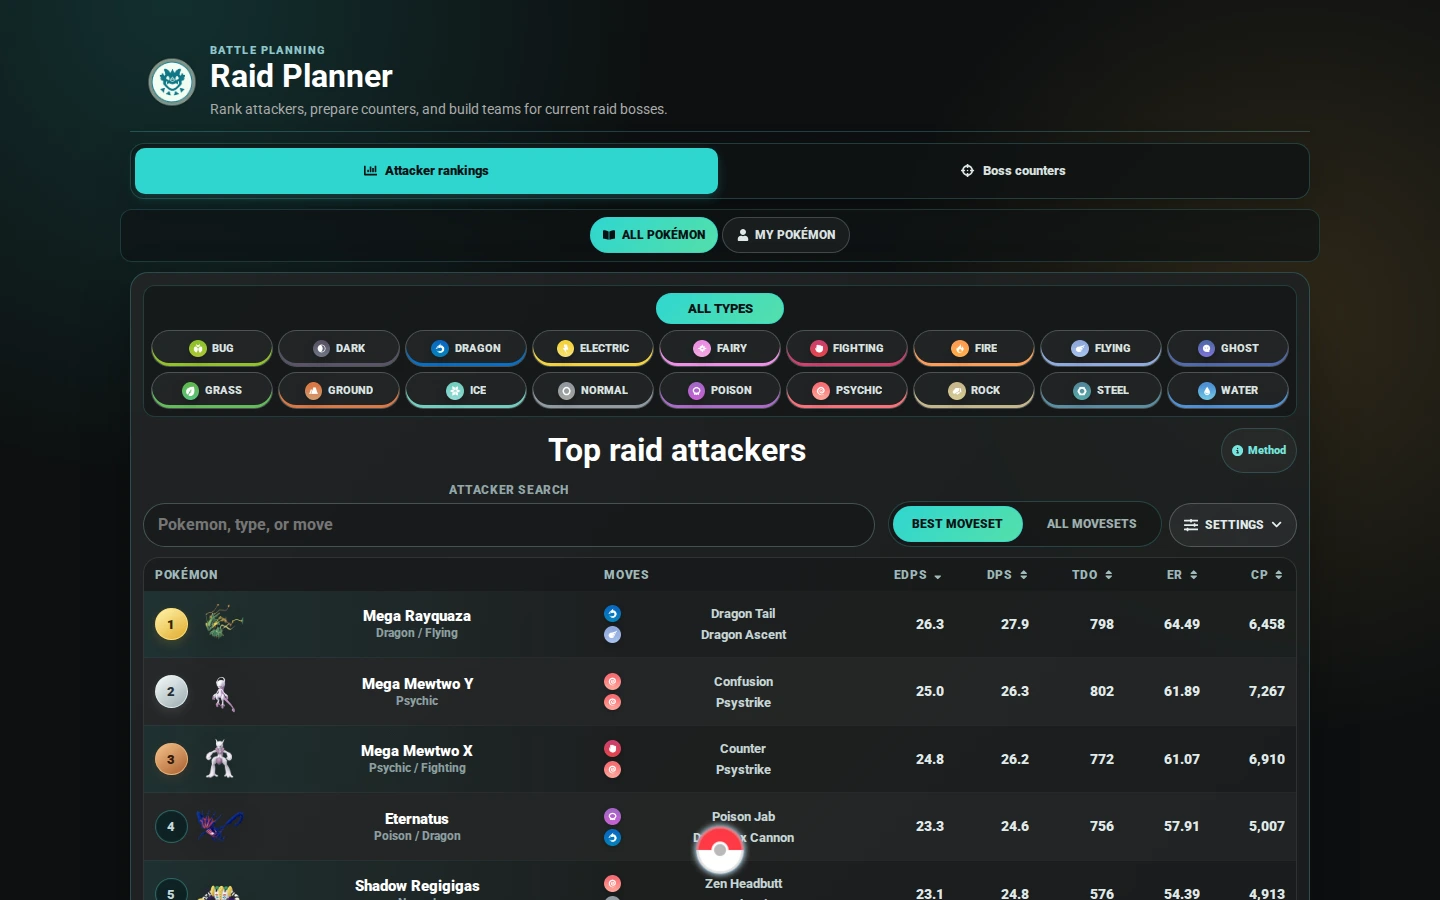 BATTLE PLANNING
Raid Planner
Rank attackers, prepare counters, and build teams for current raid bosses.
Attacker rankings
Boss counters
ALL POKÉMON
MY POKÉMON
ALL TYPES
BUG
DARK
DRAGON
ELECTRIC
FAIRY
FIGHTING
FIRE
FLYING
GHOST
GRASS
GROUND
ICE
NORMAL
POISON
PSYCHIC
ROCK
STEEL
WATER
Top raid attackers
Method
ATTACKER SEARCH
Pokemon, type, or move
BEST MOVESET
ALL MOVESETS
SETTINGS
POKÉMON MOVES EDPS DPS TDO ER CP
1 Mega Rayquaza Dragon Tail 26.3 27.9 798 64.49 6,458
Dragon / Flying Dragon Ascent
2 Mega Mewtwo Y Confusion 25.0 26.3 802 61.89 7,267
Psychic Psystrike
3 Mega Mewtwo X Counter 24.8 26.2 772 61.07 6,910
Psychic / Fighting Psystrike
4 Eternatus Poison Jab 23.3 24.6 756 57.91 5,007
Poison / Dragon Cannon
5 Shadow Regigigas Zen Headbutt 23.1 24.8 576 54.39 4,913